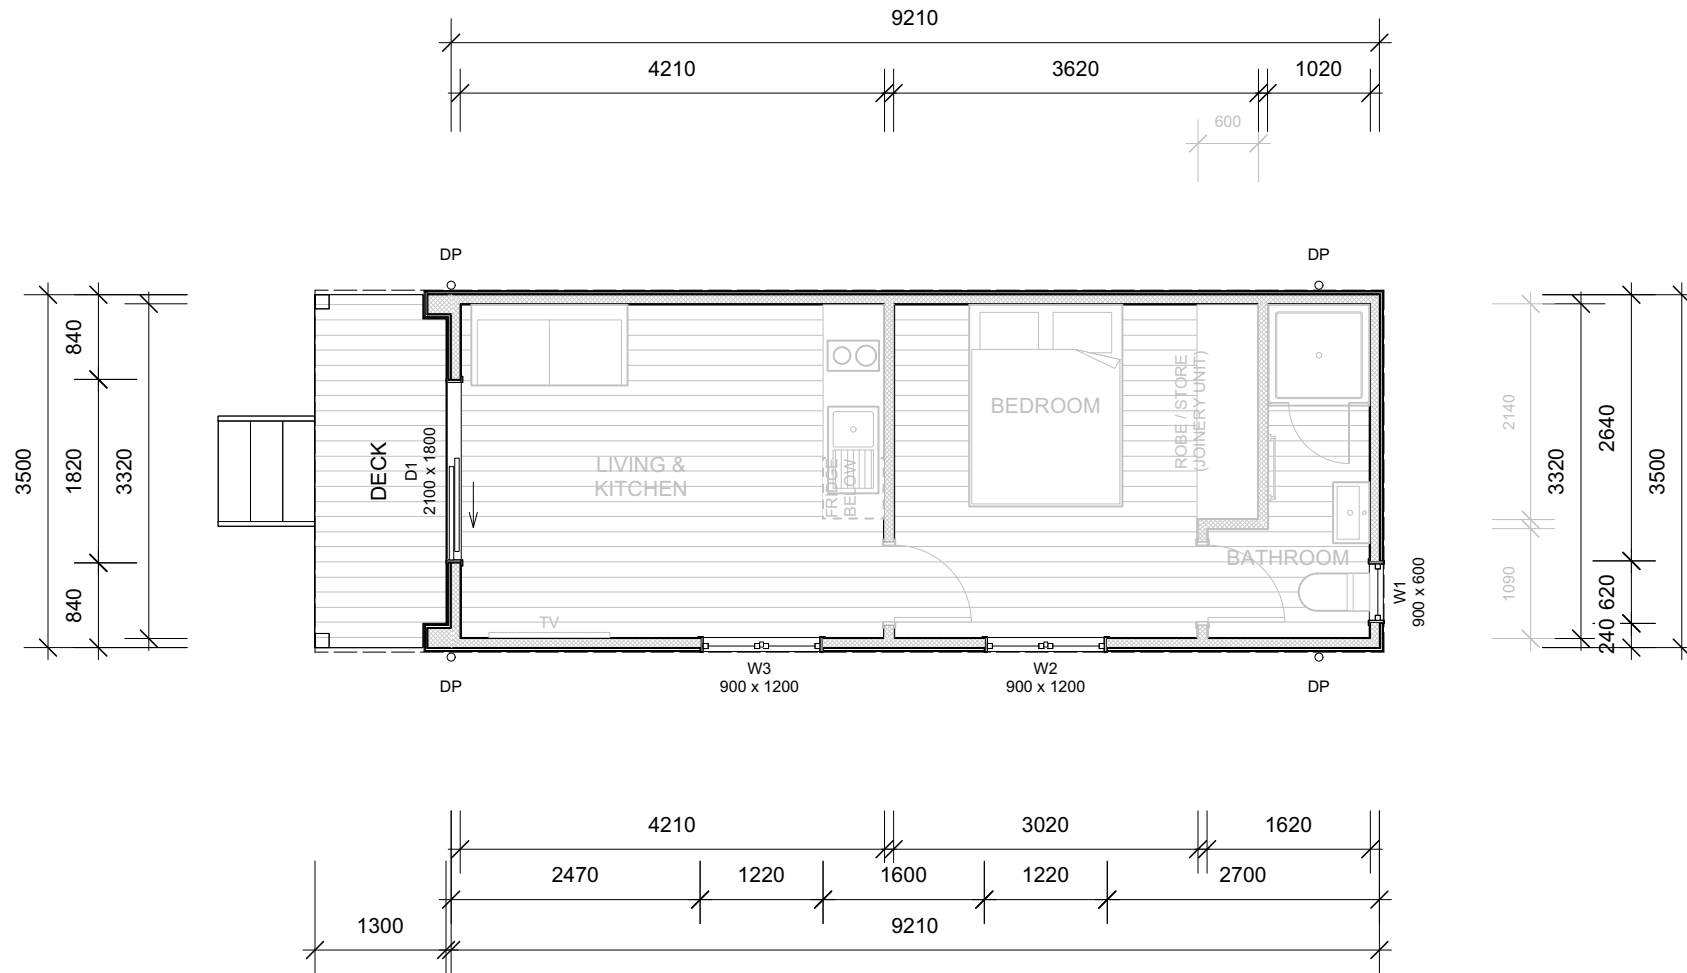 9210
4210
3620
1020
600
DP
DP
3500
840
1820
840
3320
DECK
D1
2100 x 1800
LIVING &
KITCHEN
FRIDGE
BELOW
BEDROOM
ROBE / STORE
(JOINERY UNIT)
BATHROOM
TV
W1
900 x 600
2140
1090
3320
2640
620
240
3500
DP
W3
900 x 1200
W2
900 x 1200
DP
4210
3020
1620
2470
1220
1600
1220
2700
1300
9210